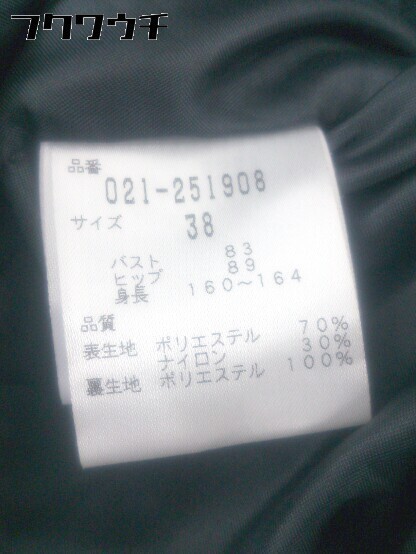 フクワウチ
品番
021-251908
サイズ 38
バスト 83
ヒップ 89
身長 160～164
品質
表生地 ポリエステル 70%
ナイロン 30%
裏生地 ポリエステル 100%